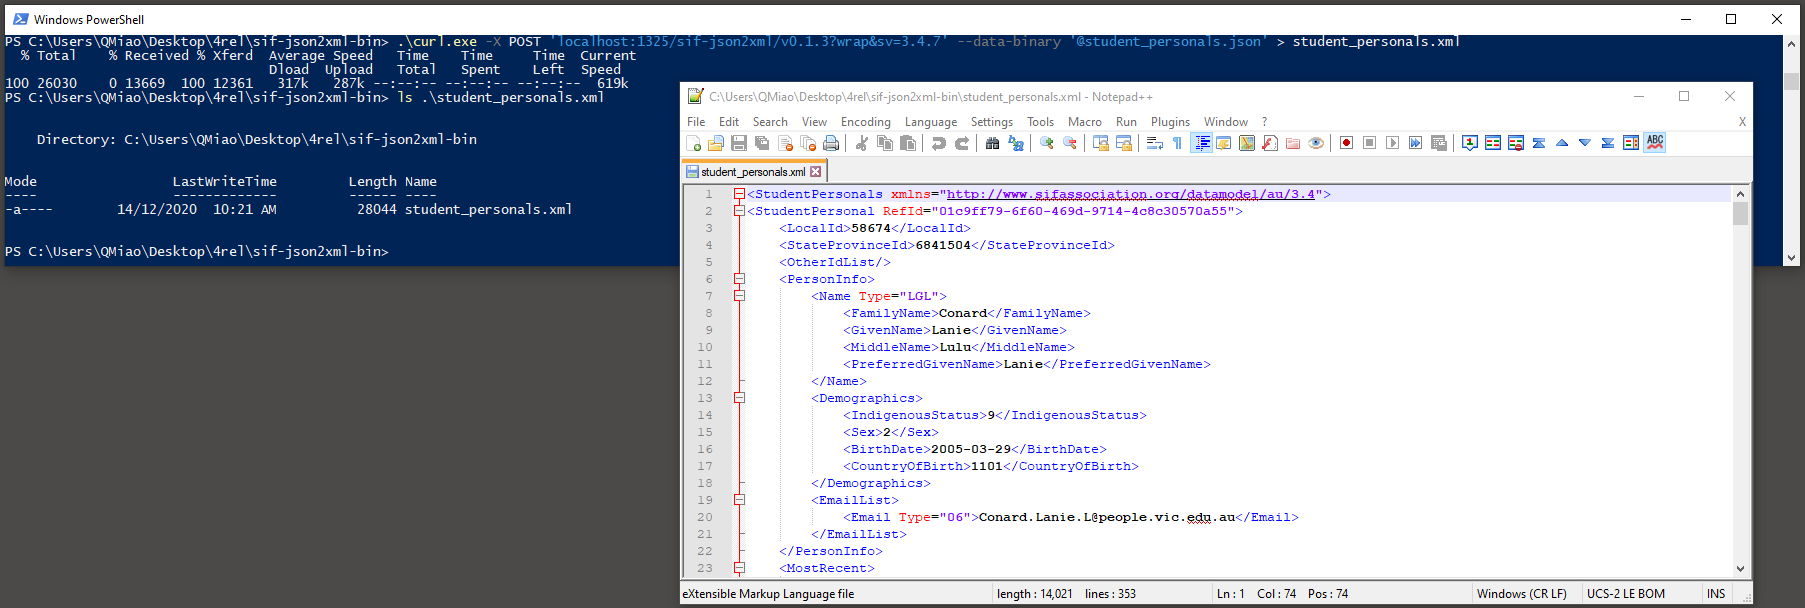 Windows PowerShell
PS C:\Users\QMiao\Desktop\4rel\sif-json2xml-bin> .\curl.exe -X POST 'localhost:1325/sif-json2xml/v0.1.3?wrap&sv=3.4.7' --data-binary '@student_personals.json' > student_personals.xml
% Total % Received % Xferd Average Speed Time Time Time Current
Dload Upload Total Spent Left Speed
100 26030 0 13669 100 12361 317k 287k --:--:-- --:--:-- --:--:-- 619k
PS C:\Users\QMiao\Desktop\4rel\sif-json2xml-bin> ls .\student_personals.xml
Directory: C:\Users\QMiao\Desktop\4rel\sif-json2xml-bin
Mode LastWriteTime Length Name
---- ------------- ------ ----
-a---- 14/12/2020 10:21 AM 28044 student_personals.xml
PS C:\Users\QMiao\Desktop\4rel\sif-json2xml-bin>
C:\Users\QMiao\Desktop\4rel\sif-json2xml-bin\student_personals.xml - Notepad++
File Edit Search View Encoding Language Settings Tools Macro Run Plugins Window ? X
student_personals.xml
1 <StudentPersonals xmlns="http://www.sifassociation.org/datamodel/au/3.4">
2 <StudentPersonal RefId="01c9ff79-6f60-469d-9714-4c8c30570a55">
3 <LocalId>58674</LocalId>
4 <StateProvinceId>6841504</StateProvinceId>
5 <OtherIdList/>
6 <PersonInfo>
7 <Name Type="LGL">
8 <FamilyName>Conard</FamilyName>
9 <GivenName>Lanie</GivenName>
10 <MiddleName>Lulu</MiddleName>
11 <PreferredGivenName>Lanie</PreferredGivenName>
12 </Name>
13 <Demographics>
14 <IndigenousStatus>9</IndigenousStatus>
15 <Sex>2</Sex>
16 <BirthDate>2005-03-29</BirthDate>
17 <CountryOfBirth>1101</CountryOfBirth>
18 </Demographics>
19 <EmailList>
20 <Email Type="06">Conard.Lanie.L@people.vic.edu.au</Email>
21 </EmailList>
22 </PersonInfo>
23 <MostRecent>
eXtensible Markup Language file length : 14,021 lines : 353 Ln : 1 Col : 74 Pos : 74 Windows (CR LF) UCS-2 LE BOM INS